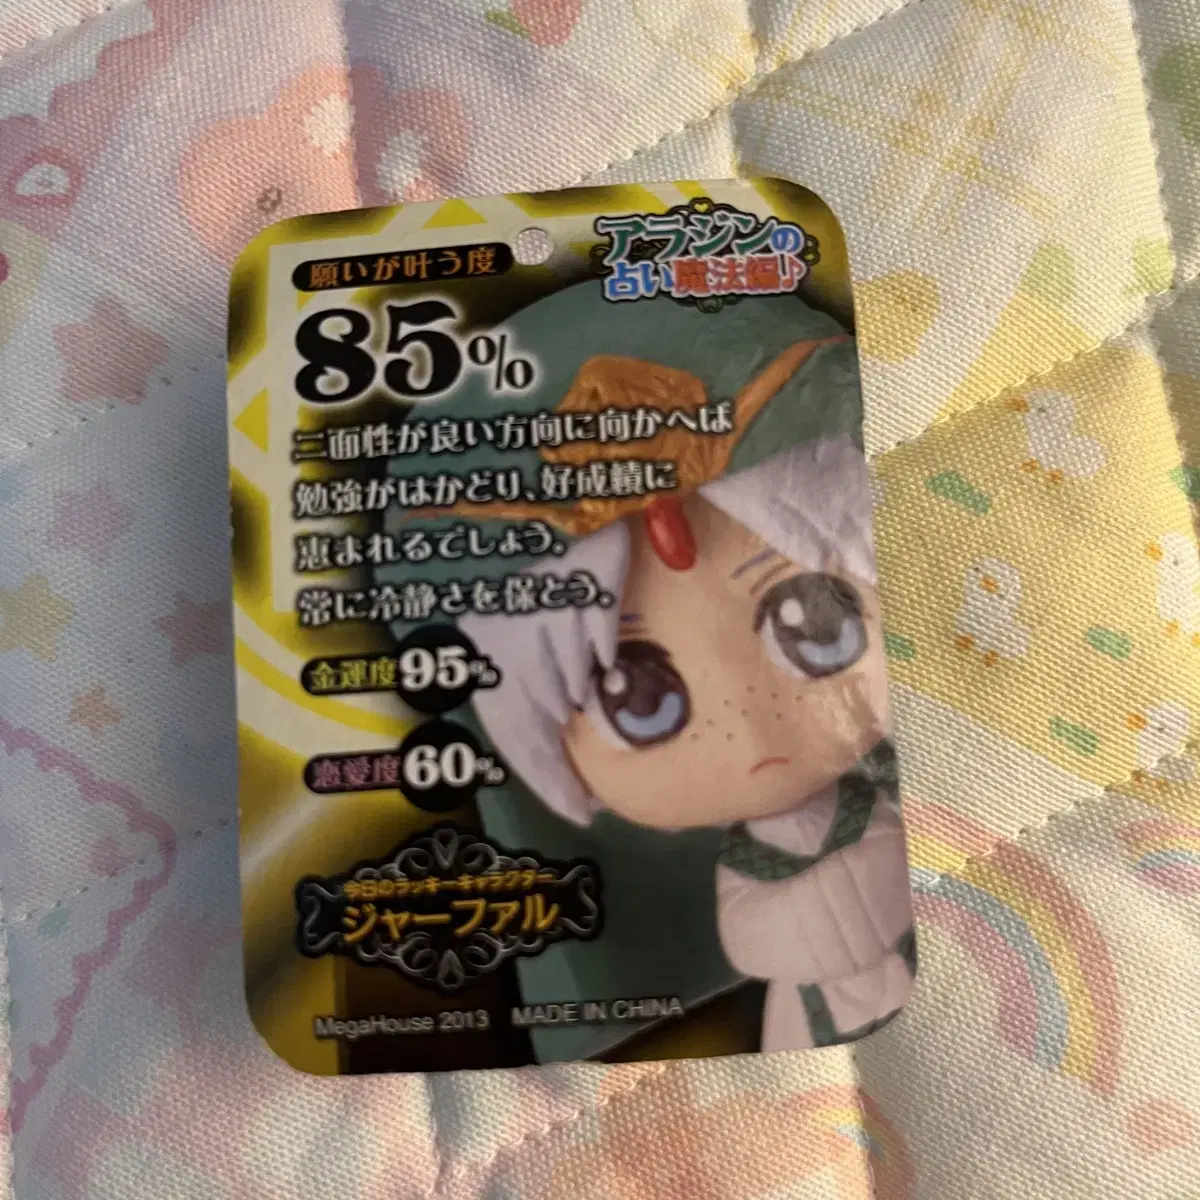 願いが叶う度
アラジンの
占い魔法編♪
85%
二面性が良い方向に向かへば
勉強がはかどり、好成績に
恵まれるでしょう。
常に冷静さを保とう。
金運度95%
恋愛度60%
今日のラッキーキャラクター
ジャーファル
MegaHouse 2013 MADE IN CHINA